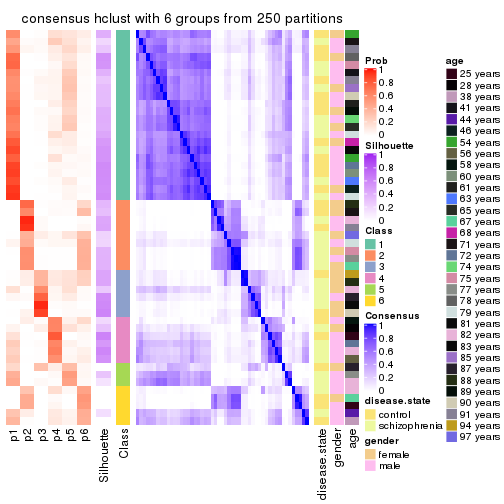 consensus hclust with 6 groups from 250 partitions
p1
p2
p3
p4
p5
p6
Silhouette
Class
disease.state
gender
age
Prob
1
0.8
0.6
0.4
0.2
0
Silhouette
1
0.8
0.6
0.4
0.2
0
Class
1
2
3
4
5
6
Consensus
1
0.8
0.6
0.4
0.2
0
disease.state
control
schizophrenia
gender
female
male
age
25 years
28 years
38 years
41 years
44 years
46 years
54 years
56 years
58 years
60 years
61 years
63 years
65 years
67 years
68 years
71 years
72 years
74 years
75 years
77 years
78 years
79 years
81 years
82 years
83 years
85 years
87 years
88 years
89 years
90 years
91 years
94 years
97 years